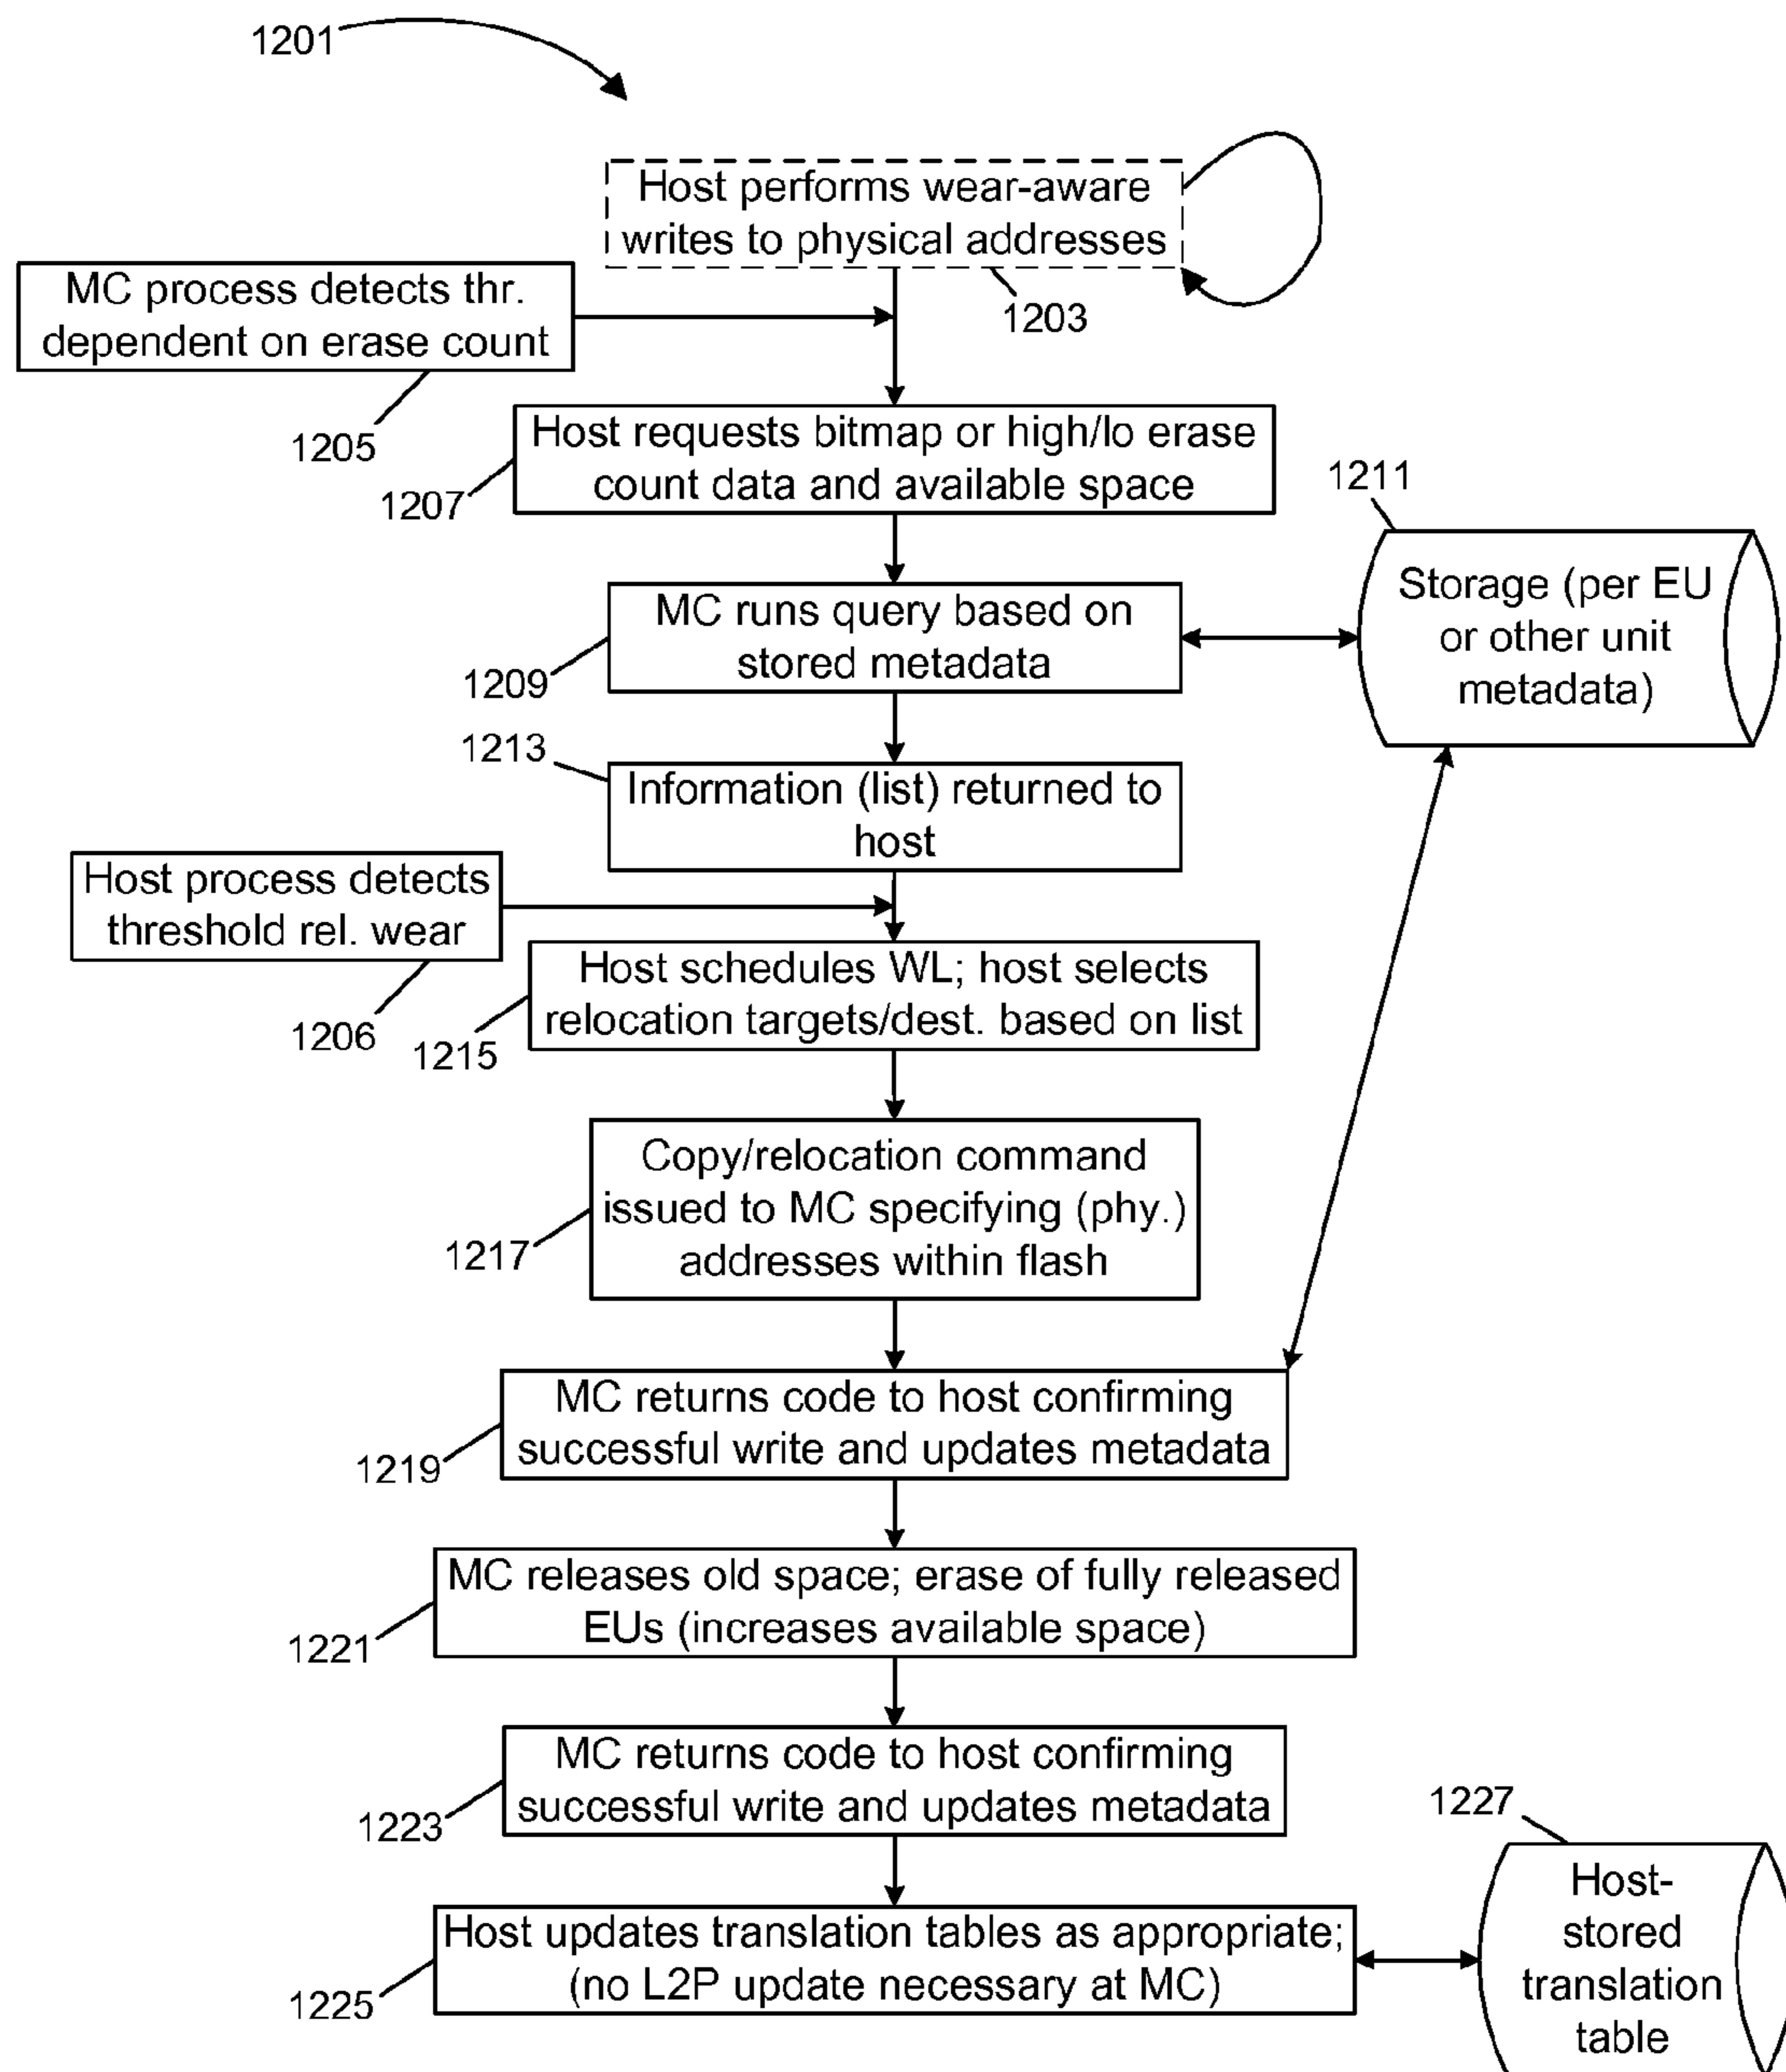 1201
Host performs wear-aware
writes to physical addresses
1203
MC process detects thr.
dependent on erase count
1205
Host requests bitmap or high/lo erase
count data and available space
1207
1211
Storage (per EU
or other unit
metadata)
MC runs query based on
stored metadata
1209
1213
Information (list) returned to
host
Host process detects
threshold rel. wear
1206
Host schedules WL; host selects
relocation targets/dest. based on list
1215
Copy/relocation command
issued to MC specifying (phy.)
addresses within flash
1217
MC returns code to host confirming
successful write and updates metadata
1219
MC releases old space; erase of fully released
EUs (increases available space)
1221
MC returns code to host confirming
successful write and updates metadata
1223
1227
Host-
stored
translation
table
Host updates translation tables as appropriate;
(no L2P update necessary at MC)
1225